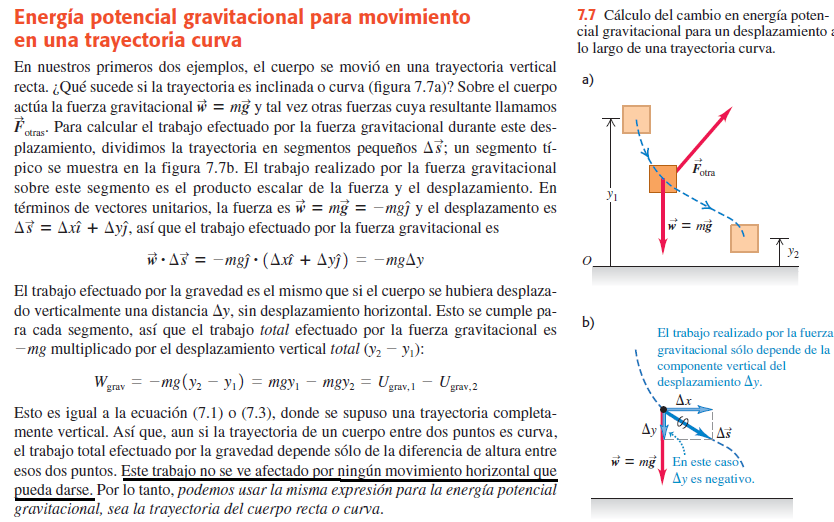 Energía potencial gravitacional para movimiento
en una trayectoria curva
En nuestros primeros dos ejemplos, el cuerpo se movió en una trayectoria vertical
recta. ¿Qué sucede si la trayectoria es inclinada o curva (figura 7.7a)? Sobre el cuerpo
actúa la fuerza gravitacional w⃗ = mg⃗ y tal vez otras fuerzas cuya resultante llamamos
F⃗otras. Para calcular el trabajo efectuado por la fuerza gravitacional durante este des-
plazamiento, dividimos la trayectoria en segmentos pequeños Δs⃗; un segmento tí-
pico se muestra en la figura 7.7b. El trabajo realizado por la fuerza gravitacional
sobre este segmento es el producto escalar de la fuerza y el desplazamiento. En
términos de vectores unitarios, la fuerza es w⃗ = mg⃗ = −mgĵ y el desplazamento es
Δs⃗ = Δxî + Δyĵ, así que el trabajo efectuado por la fuerza gravitacional es
w⃗ · Δs⃗ = −mgĵ · (Δxî + Δyĵ) = −mgΔy
El trabajo efectuado por la gravedad es el mismo que si el cuerpo se hubiera desplaza-
do verticalmente una distancia Δy, sin desplazamiento horizontal. Esto se cumple pa-
ra cada segmento, así que el trabajo total efectuado por la fuerza gravitacional es
−mg multiplicado por el desplazamiento vertical total (y₂ − y₁):
Wgrav = −mg(y₂ − y₁) = mgy₁ − mgy₂ = Ugrav,1 − Ugrav,2
Esto es igual a la ecuación (7.1) o (7.3), donde se supuso una trayectoria completa-
mente vertical. Así que, aun si la trayectoria de un cuerpo entre dos puntos es curva,
el trabajo total efectuado por la gravedad depende sólo de la diferencia de altura entre
esos dos puntos. Este trabajo no se ve afectado por ningún movimiento horizontal que
pueda darse. Por lo tanto, podemos usar la misma expresión para la energía potencial
gravitacional, sea la trayectoria del cuerpo recta o curva.
7.7 Cálculo del cambio en energía poten-
cial gravitacional para un desplazamiento a
lo largo de una trayectoria curva.
a)
F⃗otra
y₁
w⃗ = mg⃗
y₂
O
b)
El trabajo realizado por la fuerza
gravitacional sólo depende de la
componente vertical del
desplazamiento Δy.
Δx
Δy
Δs⃗
w⃗ = mg⃗
En este caso,
Δy es negativo.